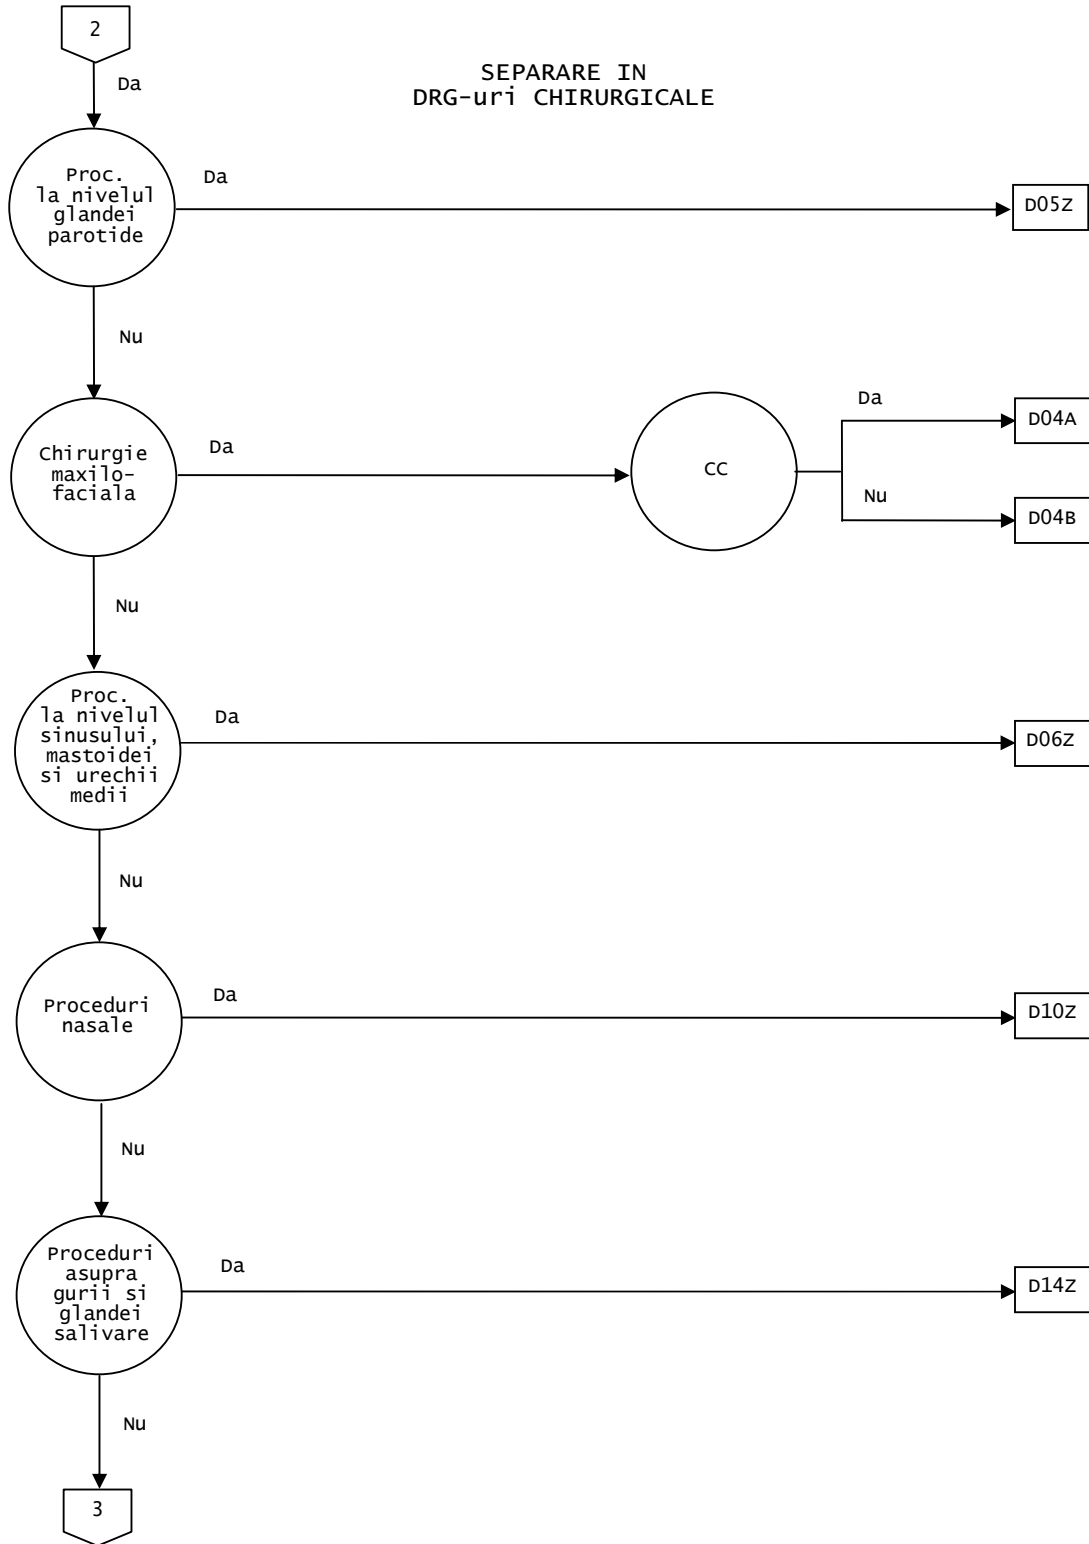 2
Da
SEPARARE IN
DRG-uri CHIRURGICALE
Proc.
la nivelul
glandei
parotide
Da
D05Z
Nu
Chirurgie
maxilo-
faciala
Da
CC
Da
D04A
Nu
D04B
Nu
Proc.
la nivelul
sinusului,
mastoidei
si urechii
medii
Da
D06Z
Nu
Proceduri
nasale
Da
D10Z
Nu
Proceduri
asupra
gurii si
glandei
salivare
Da
D14Z
Nu
3